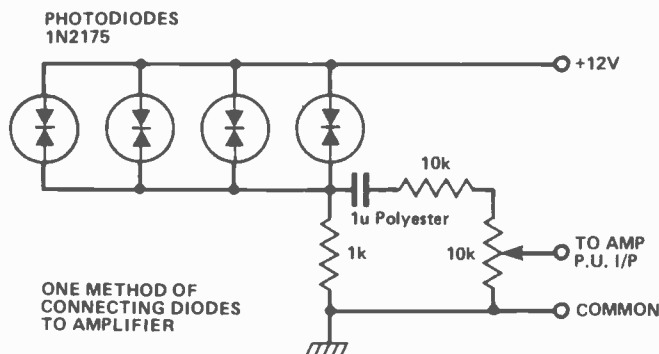 PHOTODIODES
1N2175
+12V
10k
1u Polyester
1k
10k
TO AMP
P.U. I/P
ONE METHOD OF
CONNECTING DIODES
TO AMPLIFIER
COMMON